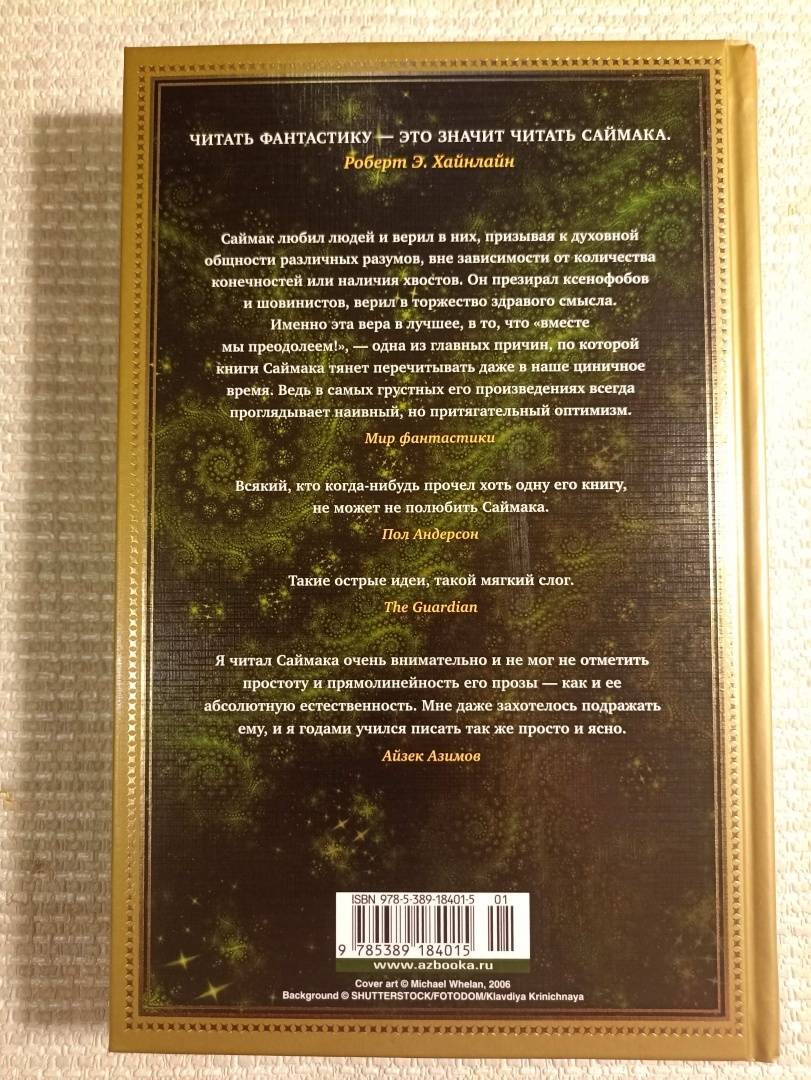 ЧИТАТЬ ФАНТАСТИКУ — ЭТО ЗНАЧИТ ЧИТАТЬ САЙМАКА.
Роберт Э. Хайнлайн
Саймак любил людей и верил в них, призывая к духовной
общности различных разумов, вне зависимости от количества
конечностей или наличия хвостов. Он презирал ксенофобов
и шовинистов, верил в торжество здравого смысла.
Именно эта вера в лучшее, в то, что «вместе
мы преодолеем!», — одна из главных причин, по которой
книги Саймака тянет перечитывать даже в наше циничное
время. Ведь в самых грустных его произведениях всегда
проглядывает наивный, но притягательный оптимизм.
Мир фантастики
Всякий, кто когда-нибудь прочел хоть одну его книгу,
не может не полюбить Саймака.
Пол Андерсон
Такие острые идеи, такой мягкий слог.
The Guardian
Я читал Саймака очень внимательно и не мог не отметить
простоту и прямолинейность его прозы — как и ее
абсолютную естественность. Мне даже захотелось подражать
ему, и я годами учился писать так же просто и ясно.
Айзек Азимов
ISBN 978-5-389-18401-5 01
9 785389 184015
www.azbooka.ru
Cover art © Michael Whelan, 2006
Background © SHUTTERSTOCK/FOTODOM/Klavdiya Krinichnaya